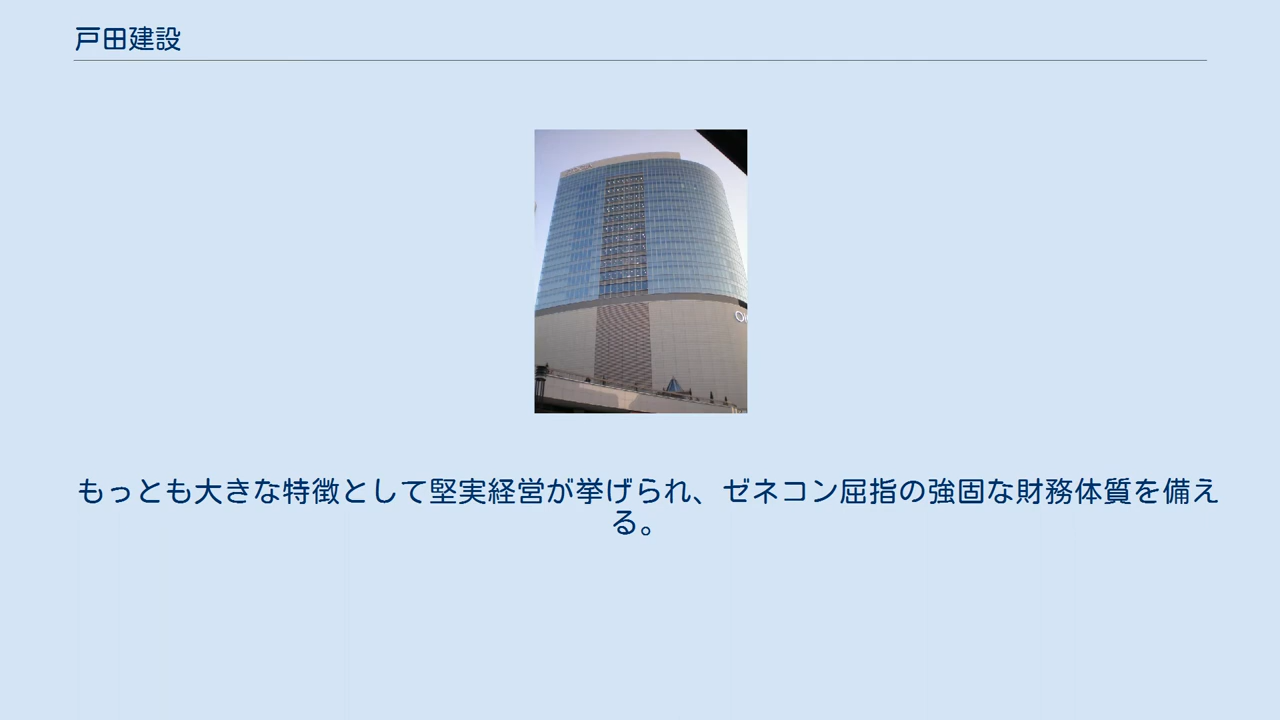 戸田建設
もっとも大きな特徴として堅実経営が挙げられ、ゼネコン屈指の強固な財務体質を備え
る。